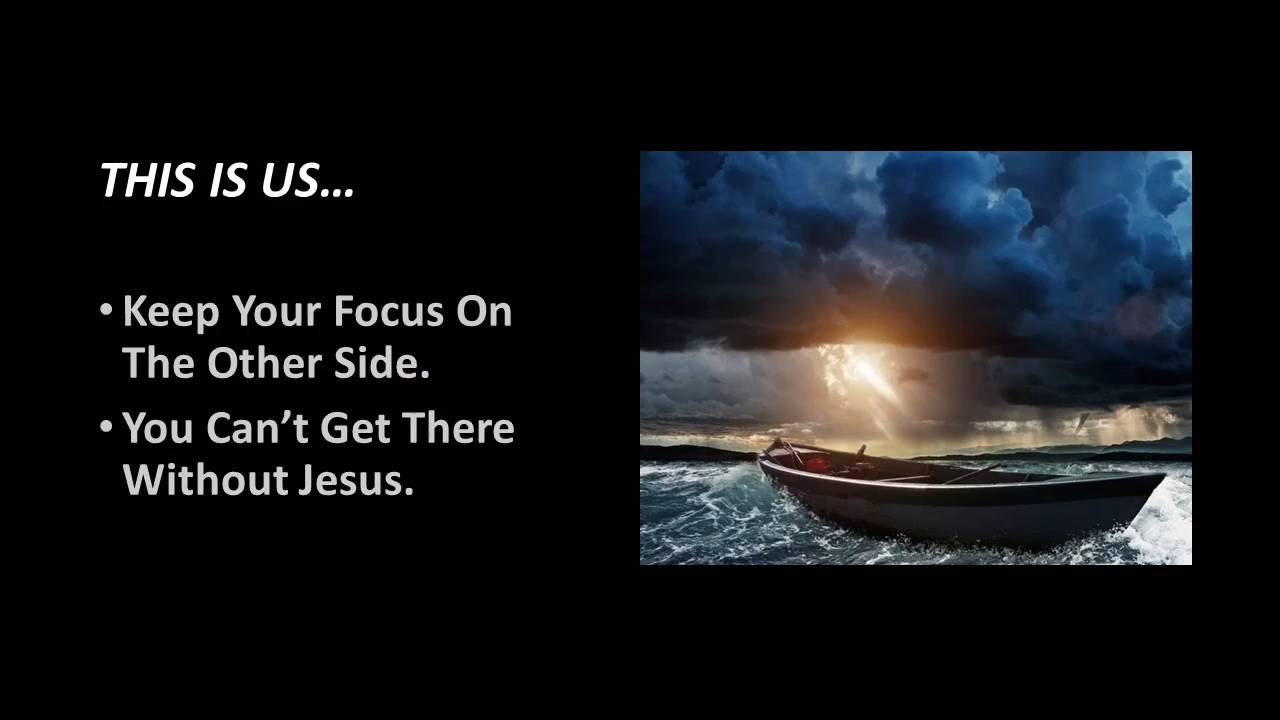 THIS IS US…
• Keep Your Focus On
The Other Side.
• You Can’t Get There
Without Jesus.